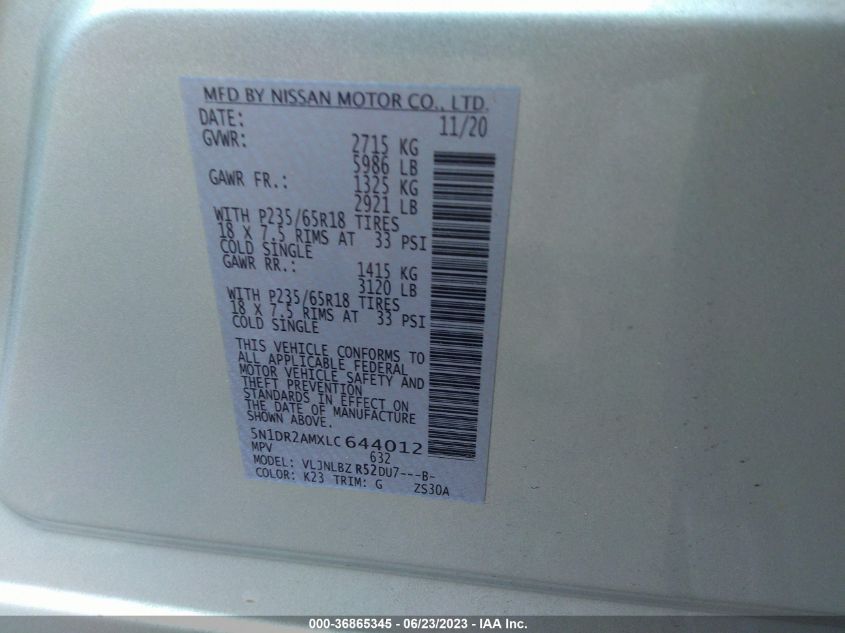 MFD BY NISSAN MOTOR CO., LTD.
DATE: 11/20
GVWR: 2715 KG
5986 LB
GAWR FR.: 1325 KG
2921 LB
WITH P235/65R18 TIRES
18 X 7.5 RIMS AT 33 PSI
COLD SINGLE
GAWR RR.: 1415 KG
3120 LB
WITH P235/65R18 TIRES
18 X 7.5 RIMS AT 33 PSI
COLD SINGLE
THIS VEHICLE CONFORMS TO
ALL APPLICABLE FEDERAL
MOTOR VEHICLE SAFETY AND
THEFT PREVENTION
STANDARDS IN EFFECT ON
THE DATE OF MANUFACTURE
SHOWN ABOVE.
5N1DR2AMXLC644012
MPV 632
MODEL: VLJNLBZ R52DU7---B-
COLOR: K23 TRIM: G ZS30A
000-36865345 - 06/23/2023 - IAA Inc.